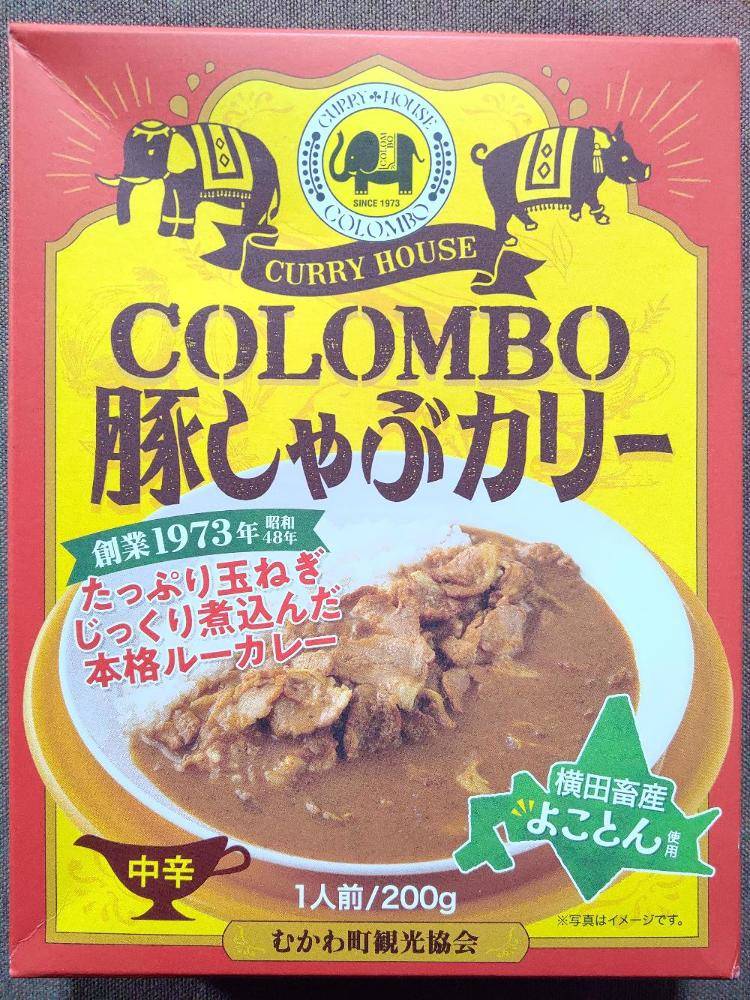 CURRY♣HOUSE
COLOM
BO
SINCE 1973
COLOMBO
CURRY HOUSE
COLOMBO
豚しゃぶカリー
創業1973年 昭和48年
たっぷり玉ねぎ
じっくり煮込んだ
本格ルーカレー
横田畜産
よことん 使用
中辛
1人前/200g
※写真はイメージです。
むかわ町観光協会